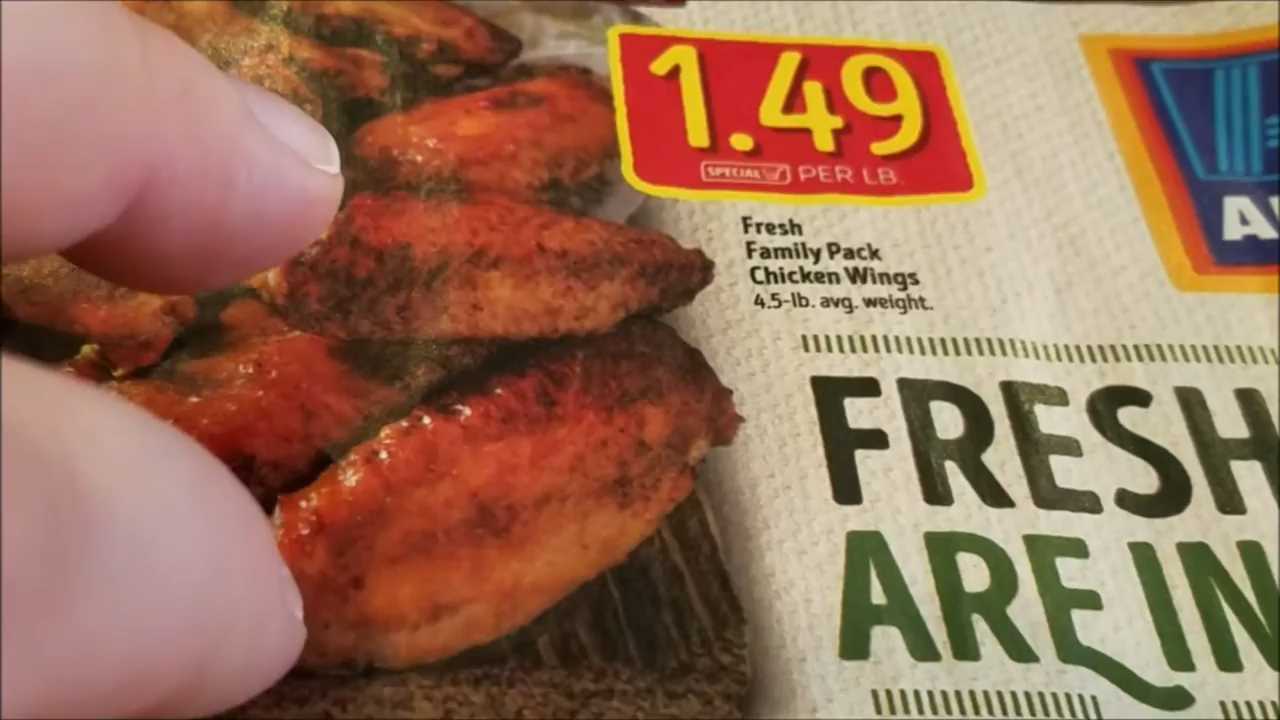 1.49
SPECIAL PER LB.
Fresh
Family Pack
Chicken Wings
4.5-lb. avg. weight.
FRESH
ARE IN